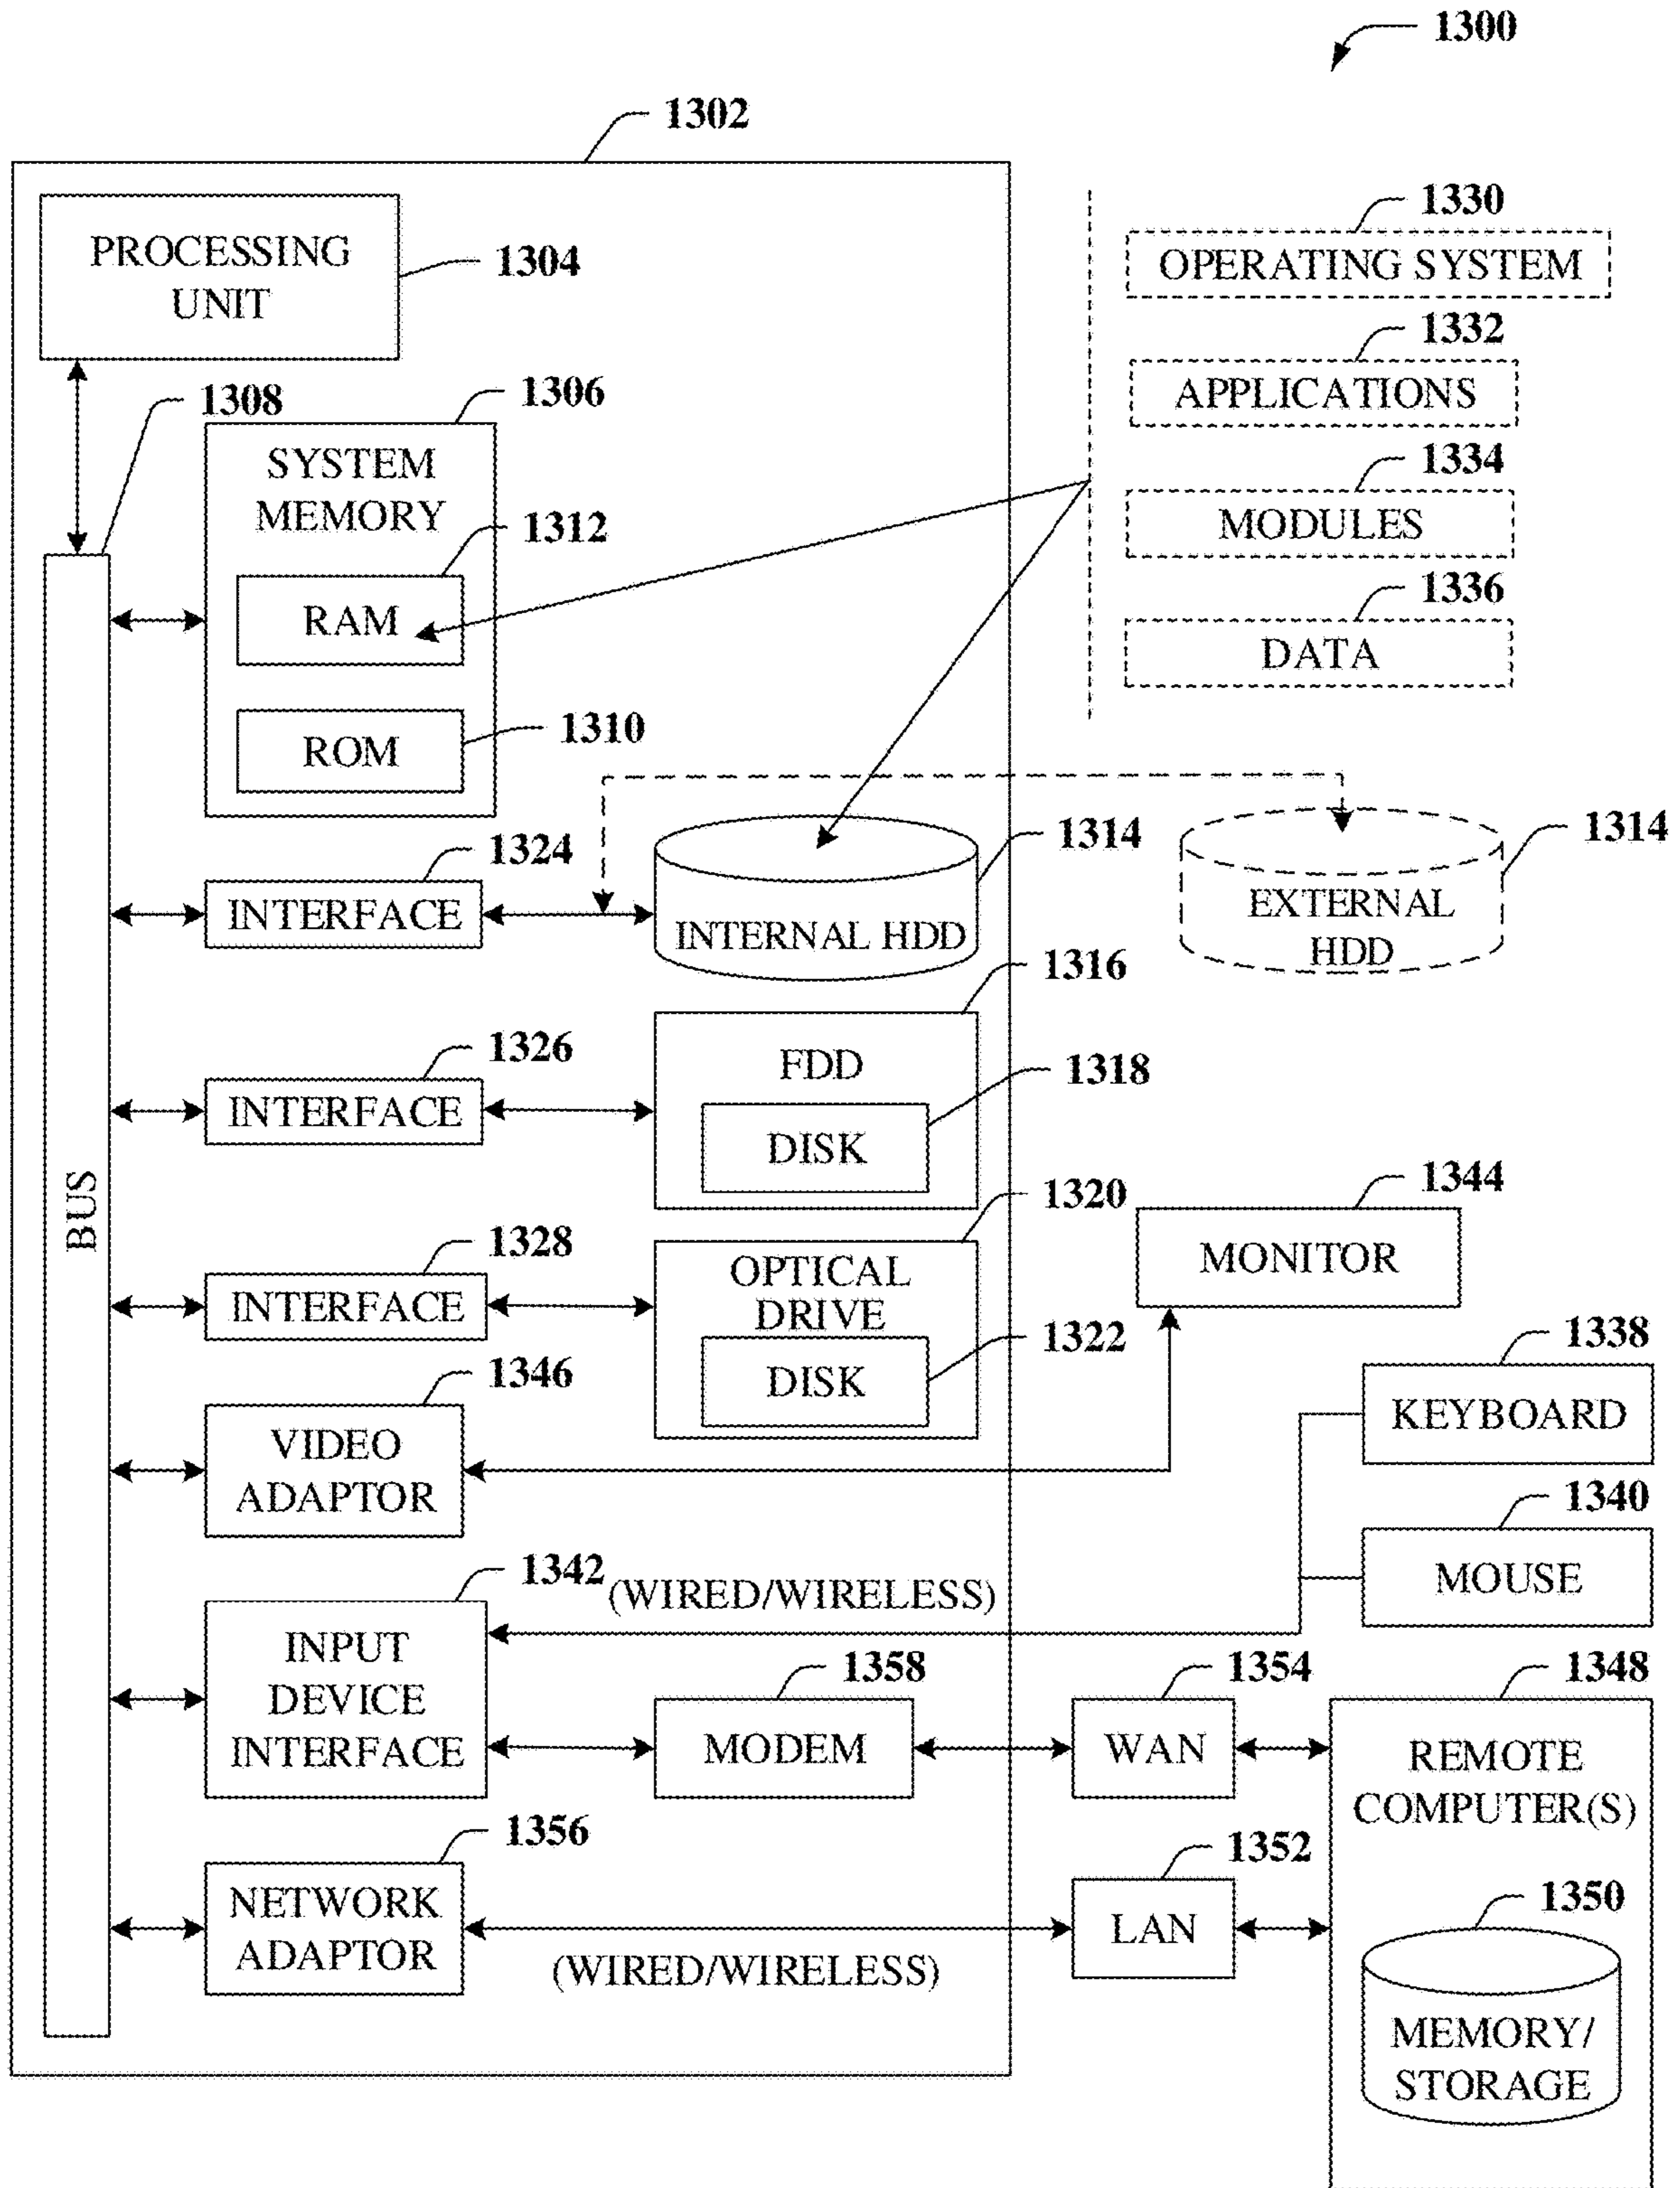 1300
1302
PROCESSING
UNIT
1304
1308
1306
SYSTEM
MEMORY
1312
RAM
ROM
1310
1330
OPERATING SYSTEM
1332
APPLICATIONS
1334
MODULES
1336
DATA
BUS
1324
INTERFACE
INTERNAL HDD
1314
EXTERNAL
HDD
1314
1326
INTERFACE
1316
FDD
1318
DISK
1328
INTERFACE
1320
OPTICAL
DRIVE
1322
DISK
1344
MONITOR
1346
VIDEO
ADAPTOR
1338
KEYBOARD
1340
MOUSE
1342
(WIRED/WIRELESS)
INPUT
DEVICE
INTERFACE
1358
MODEM
1354
WAN
1348
REMOTE
COMPUTER(S)
1356
NETWORK
ADAPTOR
(WIRED/WIRELESS)
1352
LAN
1350
MEMORY/
STORAGE